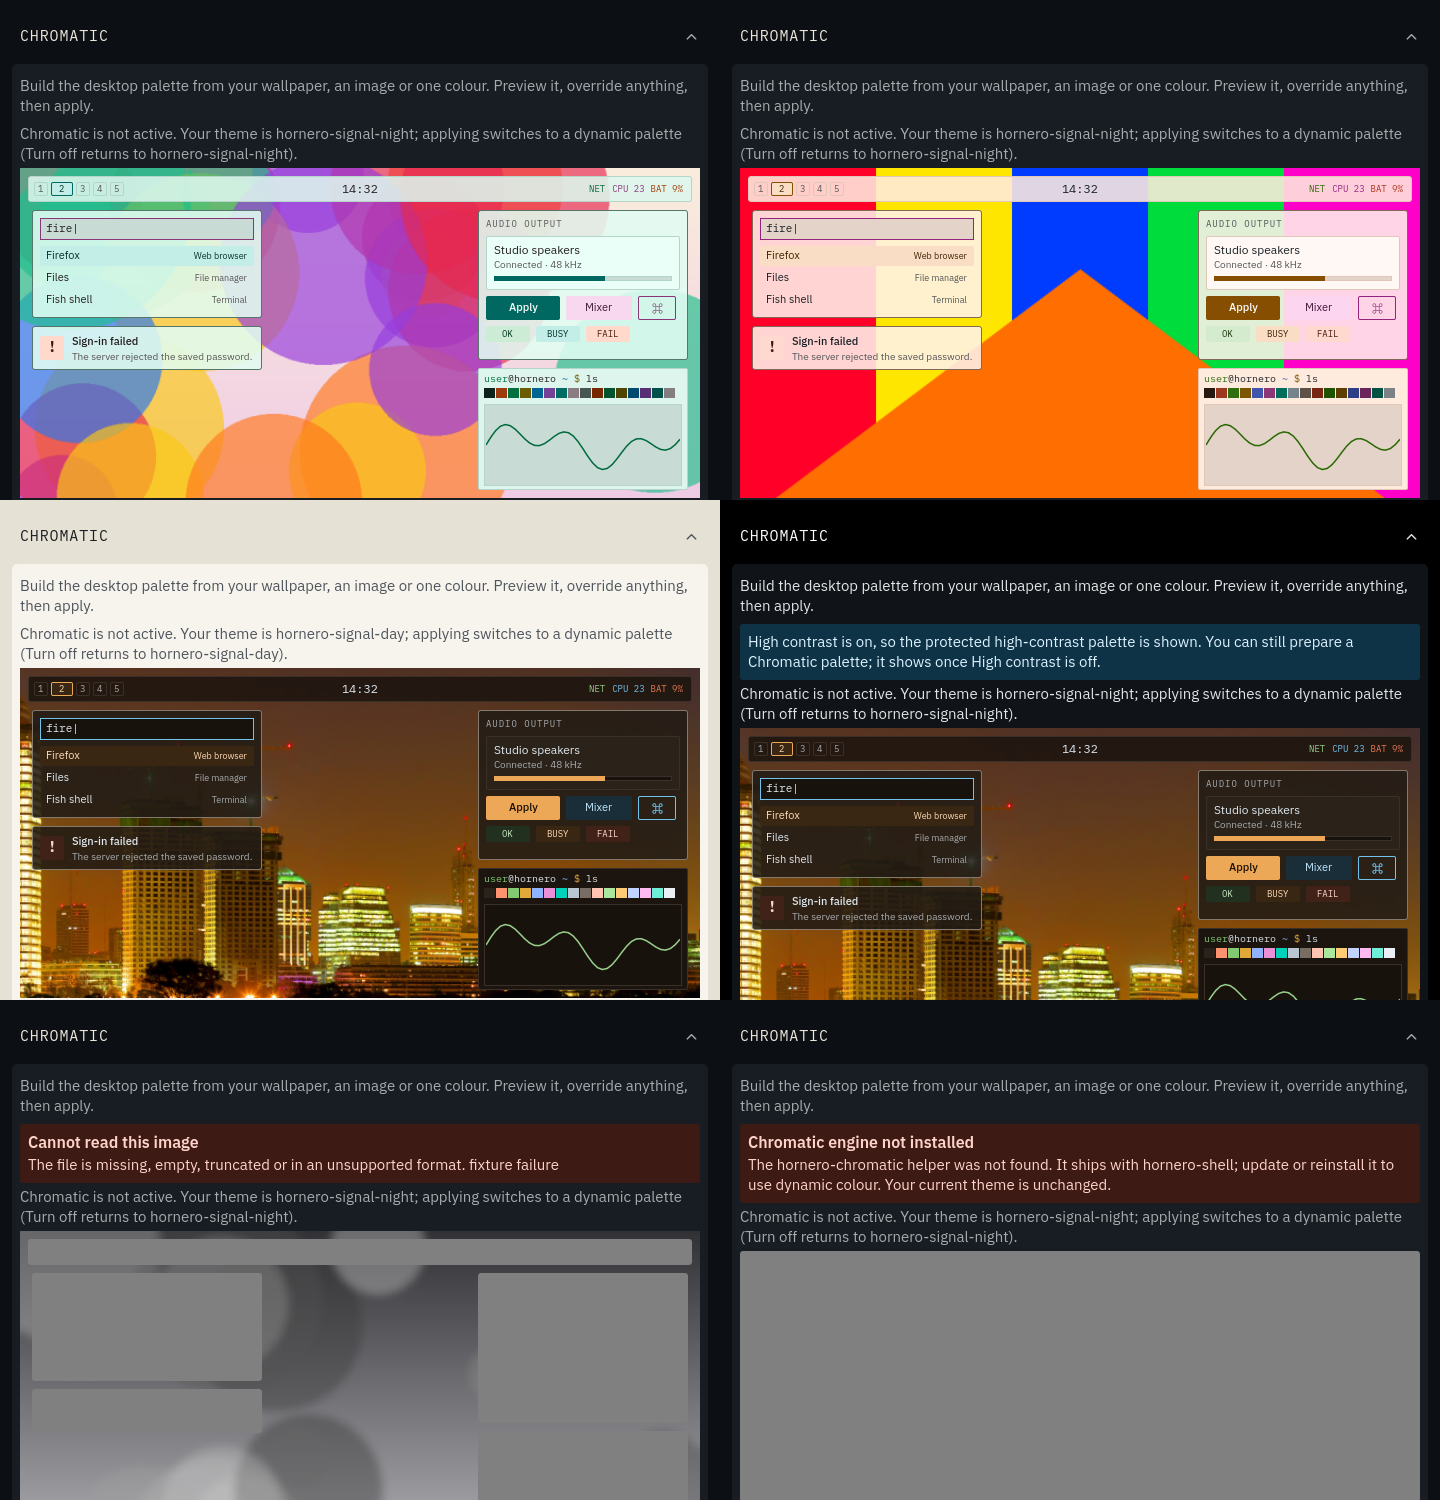 CHROMATIC
Build the desktop palette from your wallpaper, an image or one colour. Preview it, override anything,
then apply.
Chromatic is not active. Your theme is hornero-signal-night; applying switches to a dynamic palette
(Turn off returns to hornero-signal-night).
1 2 3 4 5 14:32 NET CPU 23 BAT 9%
fire|
Firefox Web browser
Files File manager
Fish shell Terminal
! Sign-in failed
The server rejected the saved password.
AUDIO OUTPUT
Studio speakers
Connected · 48 kHz
Apply Mixer ⌘
OK BUSY FAIL
user@hornero ~ $ ls
CHROMATIC
Build the desktop palette from your wallpaper, an image or one colour. Preview it, override anything,
then apply.
Chromatic is not active. Your theme is hornero-signal-night; applying switches to a dynamic palette
(Turn off returns to hornero-signal-night).
1 2 3 4 5 14:32 NET CPU 23 BAT 9%
fire|
Firefox Web browser
Files File manager
Fish shell Terminal
! Sign-in failed
The server rejected the saved password.
AUDIO OUTPUT
Studio speakers
Connected · 48 kHz
Apply Mixer ⌘
OK BUSY FAIL
user@hornero ~ $ ls
CHROMATIC
Build the desktop palette from your wallpaper, an image or one colour. Preview it, override anything,
then apply.
Chromatic is not active. Your theme is hornero-signal-day; applying switches to a dynamic palette
(Turn off returns to hornero-signal-day).
1 2 3 4 5 14:32 NET CPU 23 BAT 9%
fire|
Firefox Web browser
Files File manager
Fish shell Terminal
! Sign-in failed
The server rejected the saved password.
AUDIO OUTPUT
Studio speakers
Connected · 48 kHz
Apply Mixer ⌘
OK BUSY FAIL
user@hornero ~ $ ls
CHROMATIC
Build the desktop palette from your wallpaper, an image or one colour. Preview it, override anything,
then apply.
High contrast is on, so the protected high-contrast palette is shown. You can still prepare a
Chromatic palette; it shows once High contrast is off.
Chromatic is not active. Your theme is hornero-signal-night; applying switches to a dynamic palette
(Turn off returns to hornero-signal-night).
1 2 3 4 5 14:32 NET CPU 23 BAT 9%
fire|
Firefox Web browser
Files File manager
Fish shell Terminal
! Sign-in failed
The server rejected the saved password.
AUDIO OUTPUT
Studio speakers
Connected · 48 kHz
Apply Mixer ⌘
OK BUSY FAIL
user@hornero ~ $ ls
CHROMATIC
Build the desktop palette from your wallpaper, an image or one colour. Preview it, override anything,
then apply.
Cannot read this image
The file is missing, empty, truncated or in an unsupported format. fixture failure
Chromatic is not active. Your theme is hornero-signal-night; applying switches to a dynamic palette
(Turn off returns to hornero-signal-night).
CHROMATIC
Build the desktop palette from your wallpaper, an image or one colour. Preview it, override anything,
then apply.
Chromatic engine not installed
The hornero-chromatic helper was not found. It ships with hornero-shell; update or reinstall it to
use dynamic colour. Your current theme is unchanged.
Chromatic is not active. Your theme is hornero-signal-night; applying switches to a dynamic palette
(Turn off returns to hornero-signal-night).